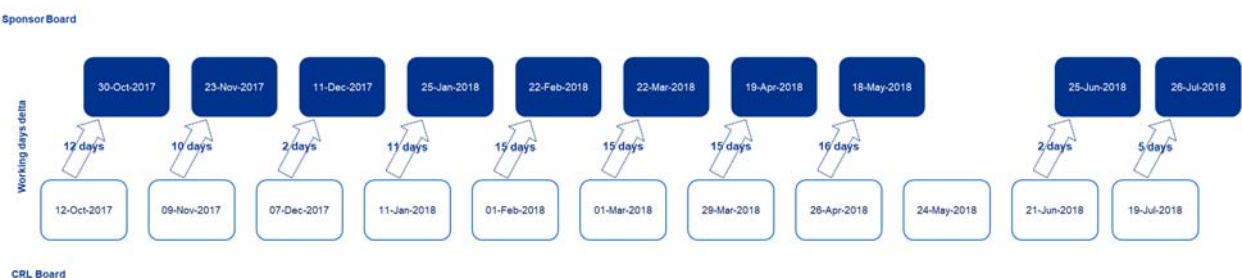 Sponsor Board
30-Oct-2017
23-Nov-2017
11-Dec-2017
25-Jan-2018
22-Feb-2018
22-Mar-2018
19-Apr-2018
18-May-2018
25-Jun-2018
26-Jul-2018
Working days delta
12 days
10 days
2 days
11 days
15 days
15 days
15 days
16 days
2 days
5 days
12-Oct-2017
09-Nov-2017
07-Dec-2017
11-Jan-2018
01-Feb-2018
01-Mar-2018
29-Mar-2018
26-Apr-2018
24-May-2018
21-Jun-2018
19-Jul-2018
CRL Board